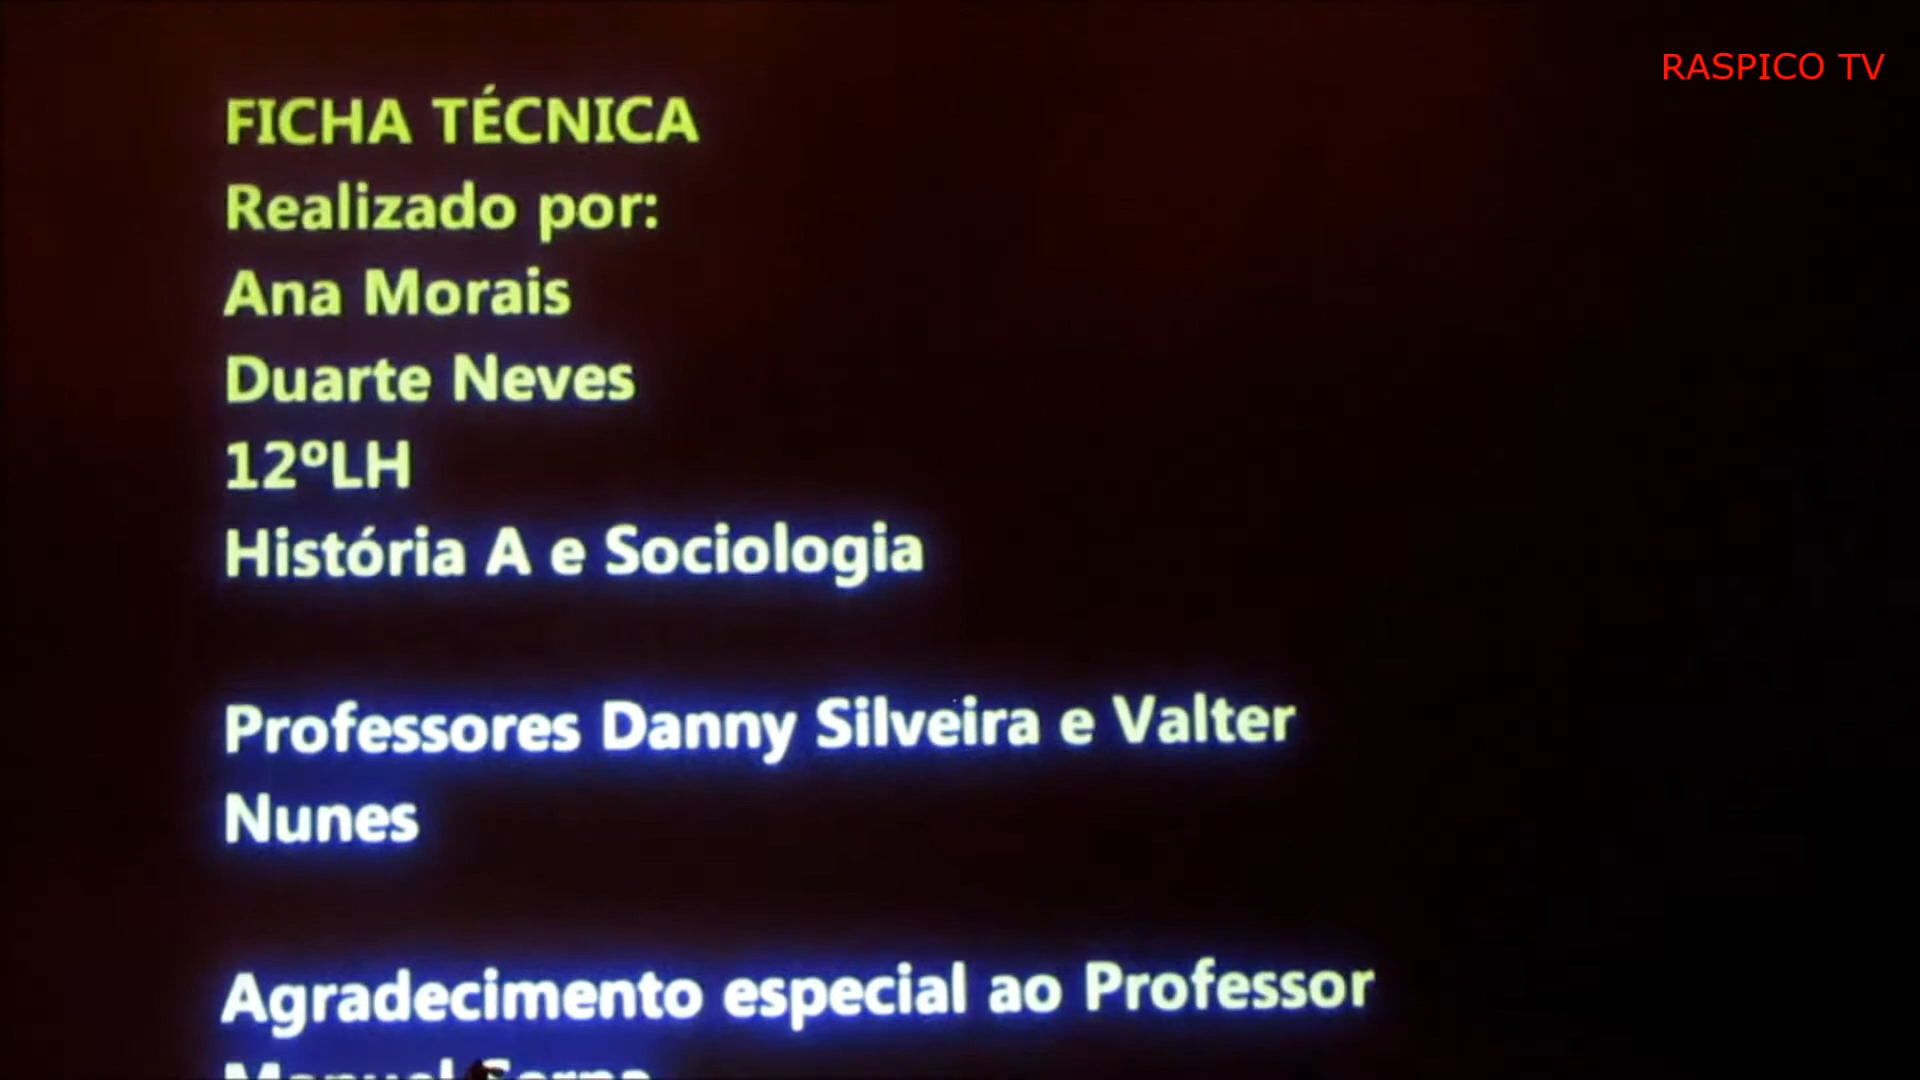 RASPICO TV
FICHA TÉCNICA
Realizado por:
Ana Morais
Duarte Neves
12ºLH
História A e Sociologia
Professores Danny Silveira e Valter
Nunes
Agradecimento especial ao Professor
Manuel